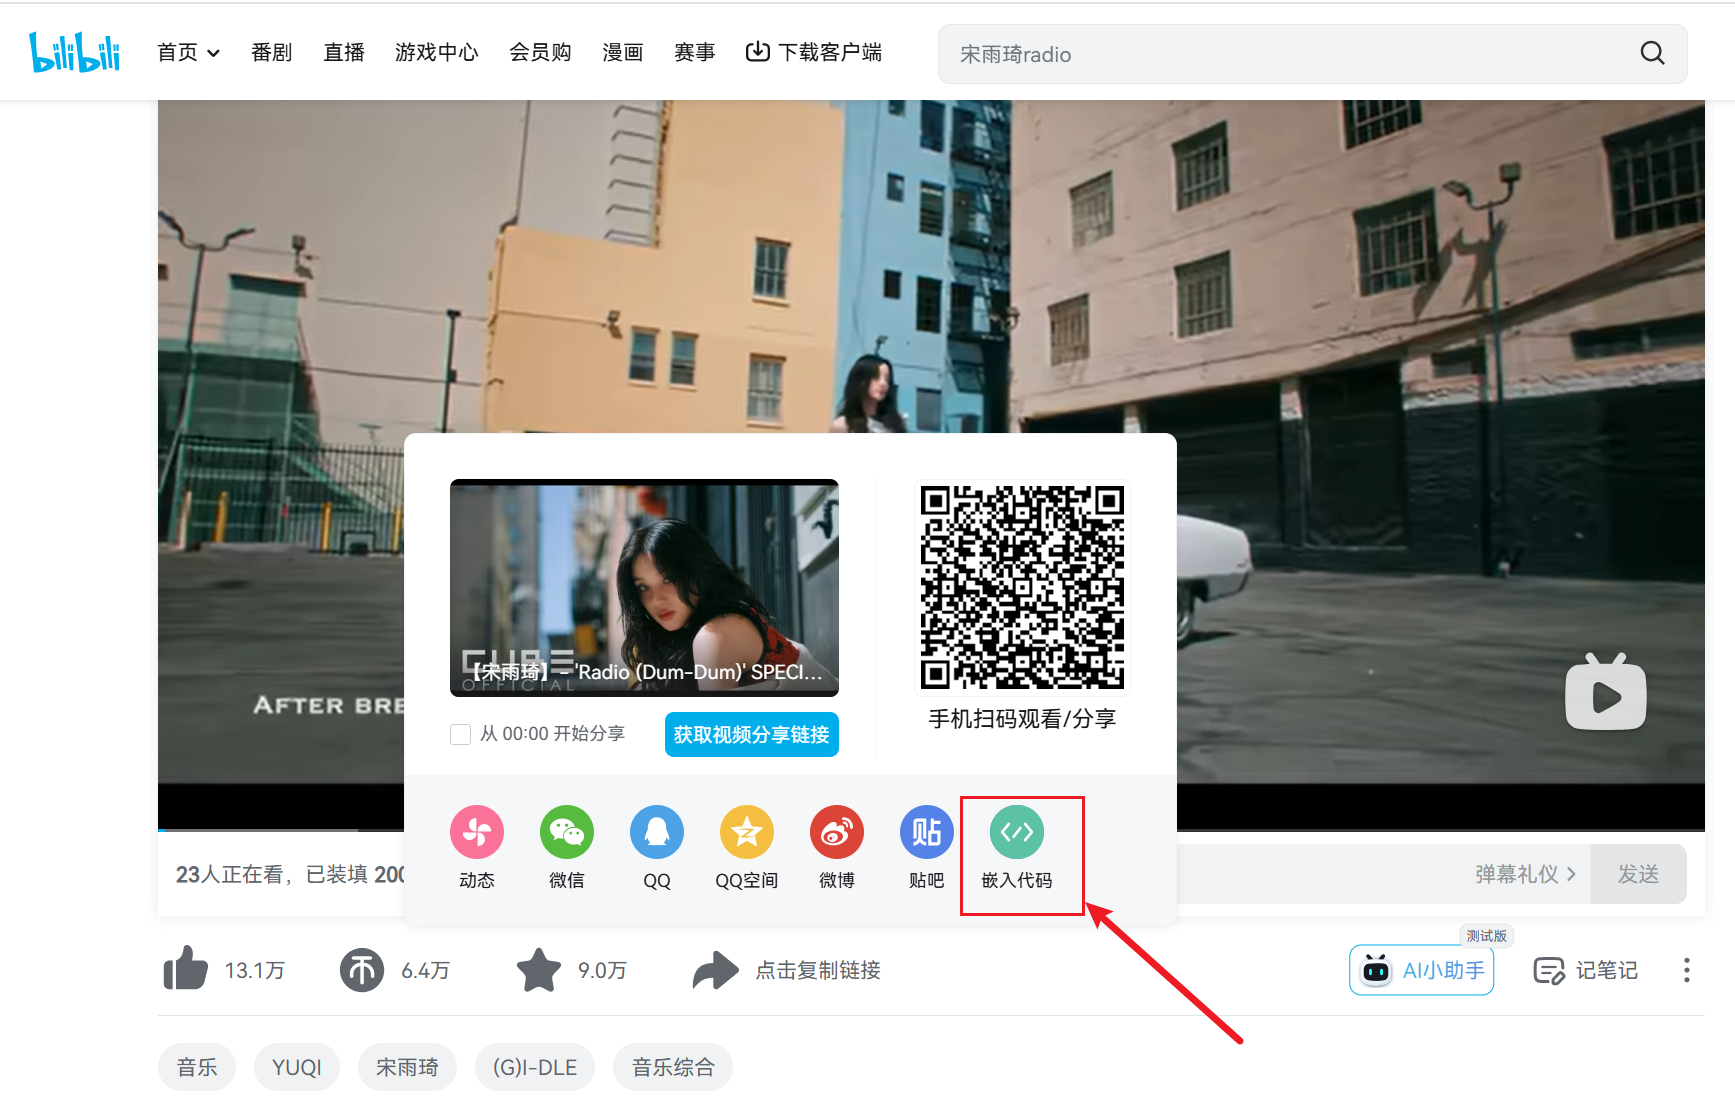 bilibili
首页
番剧
直播
游戏中心
会员购
漫画
赛事
下载客户端
宋雨琦radio
AFTER BRE
CUBE
OFFICIAL
【宋雨琦】- 'Radio (Dum-Dum)' SPECI...
从 00:00 开始分享
获取视频分享链接
手机扫码观看/分享
贴
动态
微信
QQ
QQ空间
微博
贴吧
嵌入代码
23人正在看，已装填 200
弹幕礼仪
发送
13.1万
6.4万
9.0万
点击复制链接
测试版
AI小助手
记笔记
音乐
YUQI
宋雨琦
(G)I-DLE
音乐综合